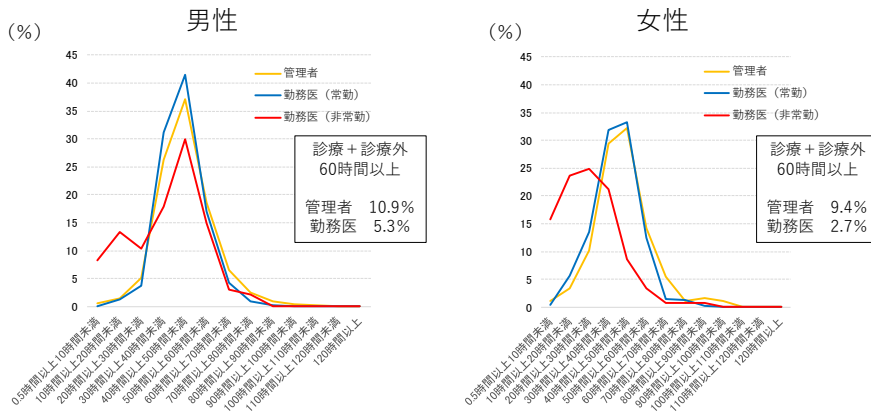 男性
(%)
45
40
35
30
25
20
15
10
5
0
管理者
勤務医（常勤）
勤務医（非常勤）
診療＋診療外
60時間以上
管理者 10.9%
勤務医 5.3%
0.5時間以上10時間未満
10時間以上20時間未満
20時間以上30時間未満
30時間以上40時間未満
40時間以上50時間未満
50時間以上60時間未満
60時間以上70時間未満
70時間以上80時間未満
80時間以上90時間未満
90時間以上100時間未満
100時間以上110時間未満
110時間以上120時間未満
120時間以上
女性
(%)
45
40
35
30
25
20
15
10
5
0
管理者
勤務医（常勤）
勤務医（非常勤）
診療＋診療外
60時間以上
管理者 9.4%
勤務医 2.7%
0.5時間以上10時間未満
10時間以上20時間未満
20時間以上30時間未満
30時間以上40時間未満
40時間以上50時間未満
50時間以上60時間未満
60時間以上70時間未満
70時間以上80時間未満
80時間以上90時間未満
90時間以上100時間未満
100時間以上110時間未満
110時間以上120時間未満
120時間以上